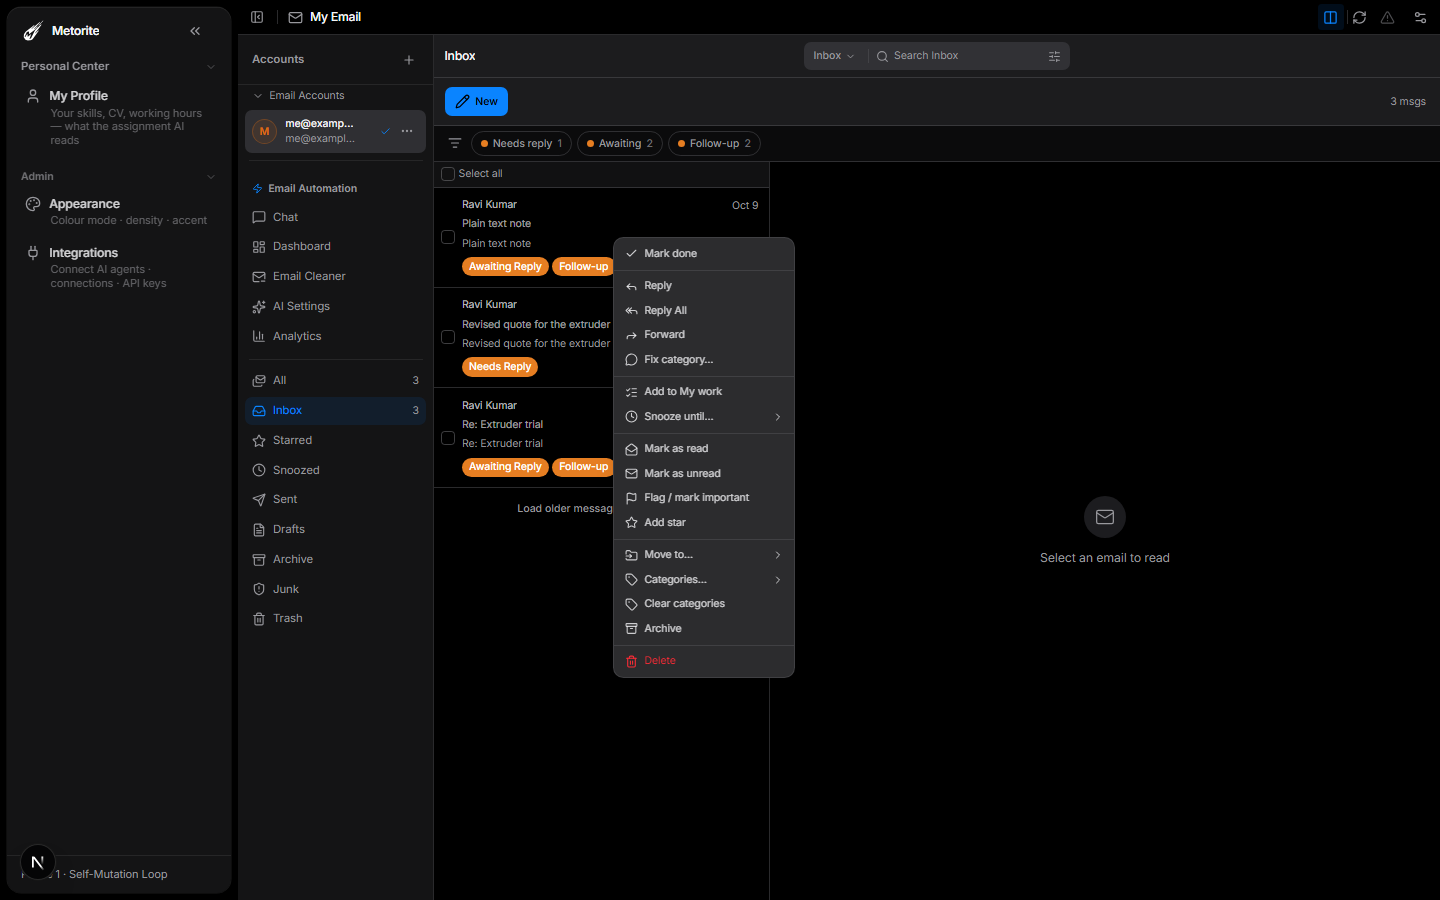 Metorite
Personal Center
My Profile
Your skills, CV, working hours
— what the assignment AI
reads
Admin
Appearance
Colour mode · density · accent
Integrations
Connect AI agents ·
connections · API keys
N
1 · Self-Mutation Loop
My Email
Accounts
Email Accounts
M
me@examp...
me@exampl...
Email Automation
Chat
Dashboard
Email Cleaner
AI Settings
Analytics
All 3
Inbox 3
Starred
Snoozed
Sent
Drafts
Archive
Junk
Trash
Inbox
Inbox
Search Inbox
New
3 msgs
Needs reply 1
Awaiting 2
Follow-up 2
Select all
Ravi Kumar
Oct 9
Plain text note
Plain text note
Awaiting Reply
Follow-up
Ravi Kumar
Revised quote for the extruder
Revised quote for the extruder
Needs Reply
Ravi Kumar
Re: Extruder trial
Re: Extruder trial
Awaiting Reply
Follow-up
Load older messag
Mark done
Reply
Reply All
Forward
Fix category...
Add to My work
Snooze until...
Mark as read
Mark as unread
Flag / mark important
Add star
Move to...
Categories...
Clear categories
Archive
Delete
Select an email to read